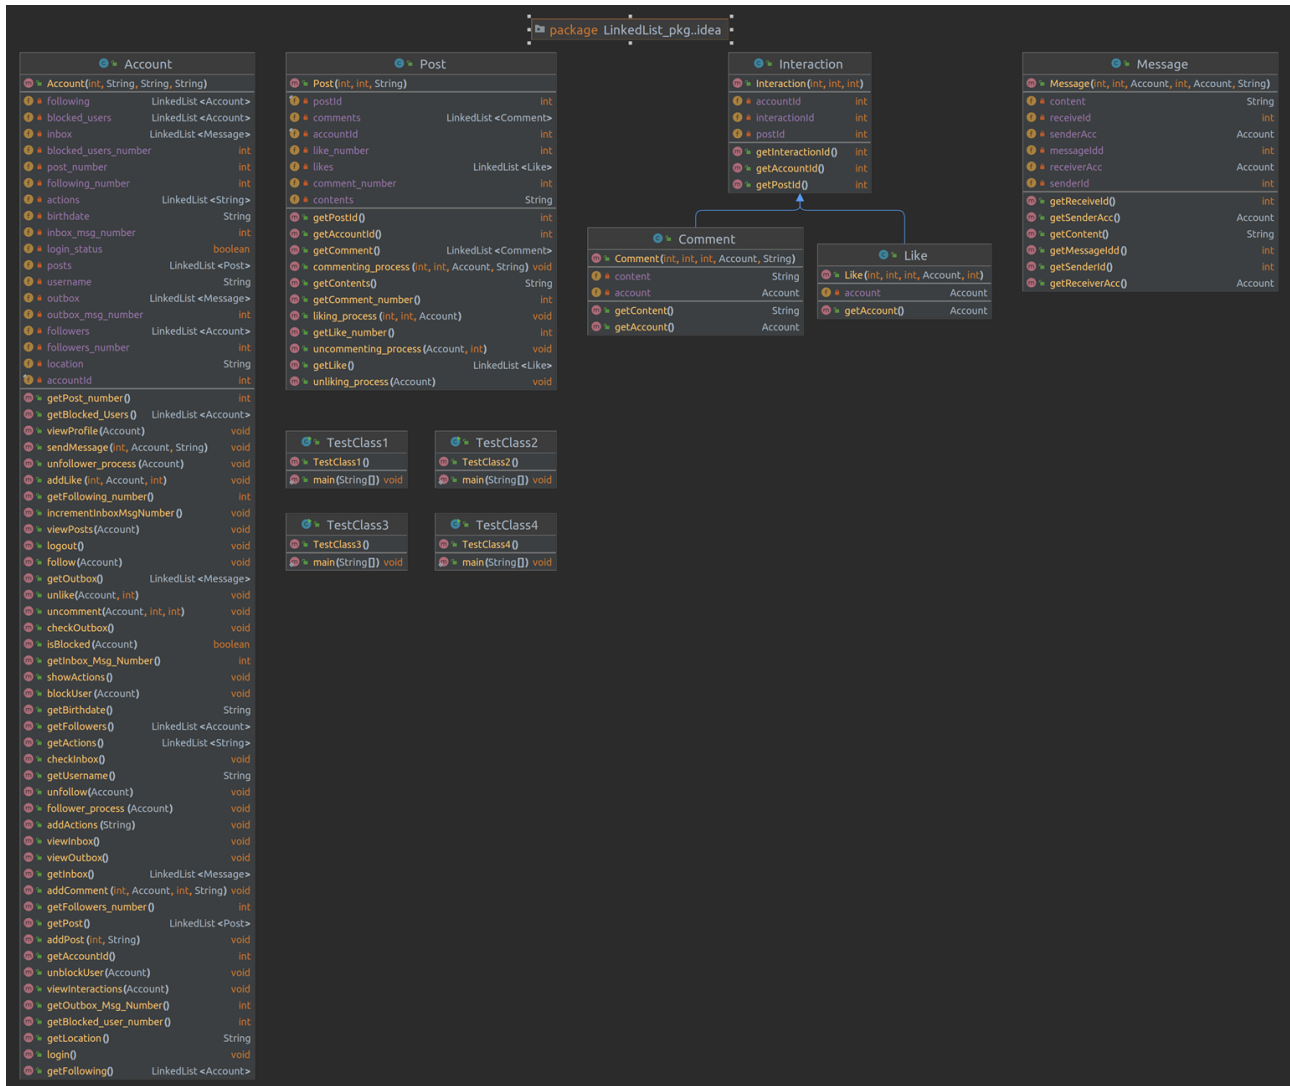 package LinkedList_pkg..idea
Account
Account(int, String, String, String)
following LinkedList<Account>
blocked_users LinkedList<Account>
inbox LinkedList<Message>
blocked_users_number int
post_number int
following_number int
actions LinkedList<String>
birthdate String
inbox_msg_number int
login_status boolean
posts LinkedList<Post>
username String
outbox LinkedList<Message>
outbox_msg_number int
followers LinkedList<Account>
followers_number int
location String
accountId int
getPost_number() int
getBlocked_Users() LinkedList<Account>
viewProfile(Account) void
sendMessage(int, Account, String) void
unfollower_process(Account) void
addLike(int, Account, int) void
getFollowing_number() int
incrementInboxMsgNumber() void
viewPosts(Account) void
logout() void
follow(Account) void
getOutbox() LinkedList<Message>
unlike(Account, int) void
uncomment(Account, int, int) void
checkOutbox() void
isBlocked(Account) boolean
getInbox_Msg_Number() int
showActions() void
blockUser(Account) void
getBirthdate() String
getFollowers() LinkedList<Account>
getActions() LinkedList<String>
checkInbox() void
getUsername() String
unfollow(Account) void
follower_process(Account) void
addActions(String) void
viewInbox() void
viewOutbox() void
getInbox() LinkedList<Message>
addComment(int, Account, int, String) void
getFollowers_number() int
getPost() LinkedList<Post>
addPost(int, String) void
getAccountId() int
unblockUser(Account) void
viewInteractions(Account) void
getOutbox_Msg_Number() int
getBlocked_user_number() int
getLocation() String
login() void
getFollowing() LinkedList<Account>
Post
Post(int, int, String)
postId int
comments LinkedList<Comment>
accountId int
like_number int
likes LinkedList<Like>
comment_number int
contents String
getPostId() int
getAccountId() int
getComment() LinkedList<Comment>
commenting_process(int, int, Account, String) void
getContents() String
getComment_number() int
liking_process(int, int, Account) void
getLike_number() int
uncommenting_process(Account, int) void
getLike() LinkedList<Like>
unliking_process(Account) void
TestClass1
TestClass1()
main(String[]) void
TestClass2
TestClass2()
main(String[]) void
TestClass3
TestClass3()
main(String[]) void
TestClass4
TestClass4()
main(String[]) void
Interaction
Interaction(int, int, int)
accountId int
interactionId int
postId int
getInteractionId() int
getAccountId() int
getPostId() int
Comment
Comment(int, int, int, Account, String)
content String
account Account
getContent() String
getAccount() Account
Like
Like(int, int, int, Account, int)
account Account
getAccount() Account
Message
Message(int, int, Account, int, Account, String)
content String
receiveId int
senderAcc Account
messageIdd int
receiverAcc Account
senderId int
getReceiveId() int
getSenderAcc() Account
getContent() String
getMessageIdd() int
getSenderId() int
getReceiverAcc() Account